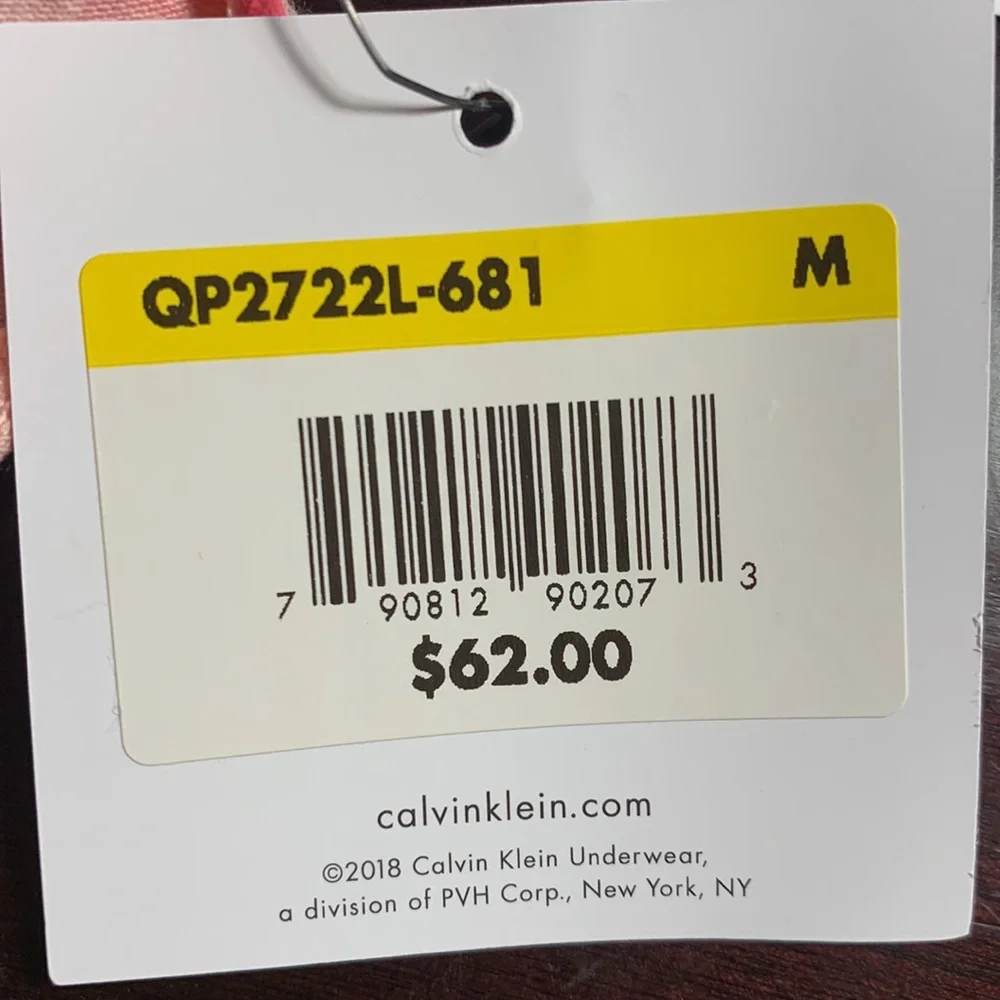 QP2722L-681 M
7 90812 90207 3
$62.00
calvinklein.com
©2018 Calvin Klein Underwear,
a division of PVH Corp., New York, NY